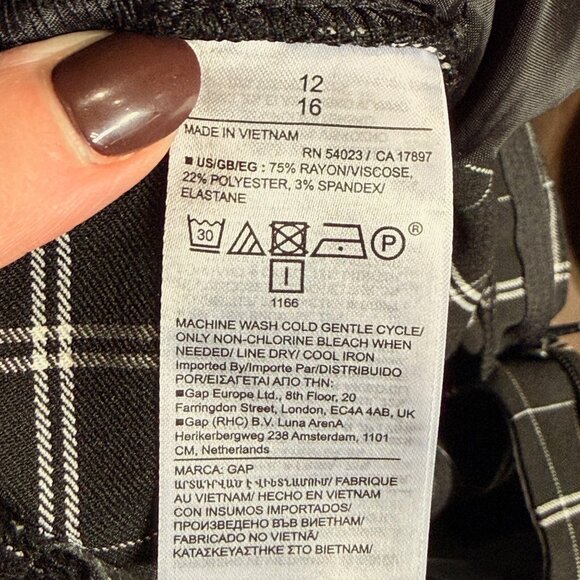 12
16
MADE IN VIETNAM
RN 54023 / CA 17897
■ US/GB/EG : 75% RAYON/VISCOSE,
22% POLYESTER, 3% SPANDEX/
ELASTANE
30 P ®
1166
MACHINE WASH COLD GENTLE CYCLE/
ONLY NON-CHLORINE BLEACH WHEN
NEEDED/ LINE DRY/ COOL IRON
Imported By/Importe Par/DISTRIBUIDO
POR/ΕΙΣΑΓΕΤΑΙ ΑΠΟ ΤΗΝ:
■Gap Europe Ltd., 8th Floor, 20
Farringdon Street, London, EC4A 4AB, UK
■Gap (RHC) B.V. Luna ArenA
Herikerbergweg 238 Amsterdam, 1101
CM, Netherlands
MARCA: GAP
ԱՐՏԱԴՐՎԱԾ Է ՎԻԵՏՆԱՄՈՒՄ/ FABRIQUE
AU VIETNAM/ HECHO EN VIETNAM
CON INSUMOS IMPORTADOS/
ПРОИЗВЕДЕНО ВЪВ ВИЕТНАМ/
FABRICADO NO VIETNÃ/
ΚΑΤΑΣΚΕΥΑΣΤΗΚΕ ΣΤΟ ΒΙΕΤΝΑΜ/